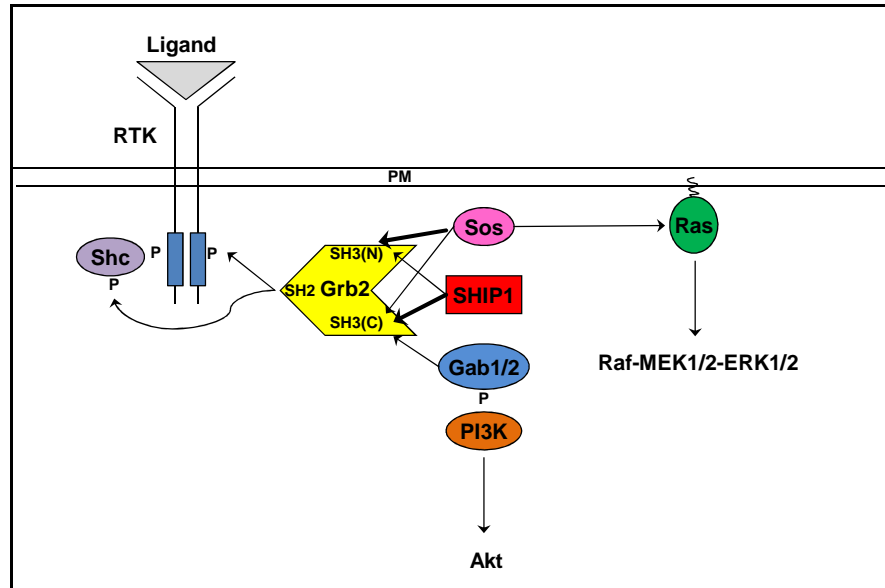 Ligand
RTK
PM
Shc
P
P
P
SH3(N)
SH2 Grb2
SH3(C)
Sos
Ras
SHIP1
Gab1/2
P
PI3K
Raf-MEK1/2-ERK1/2
Akt